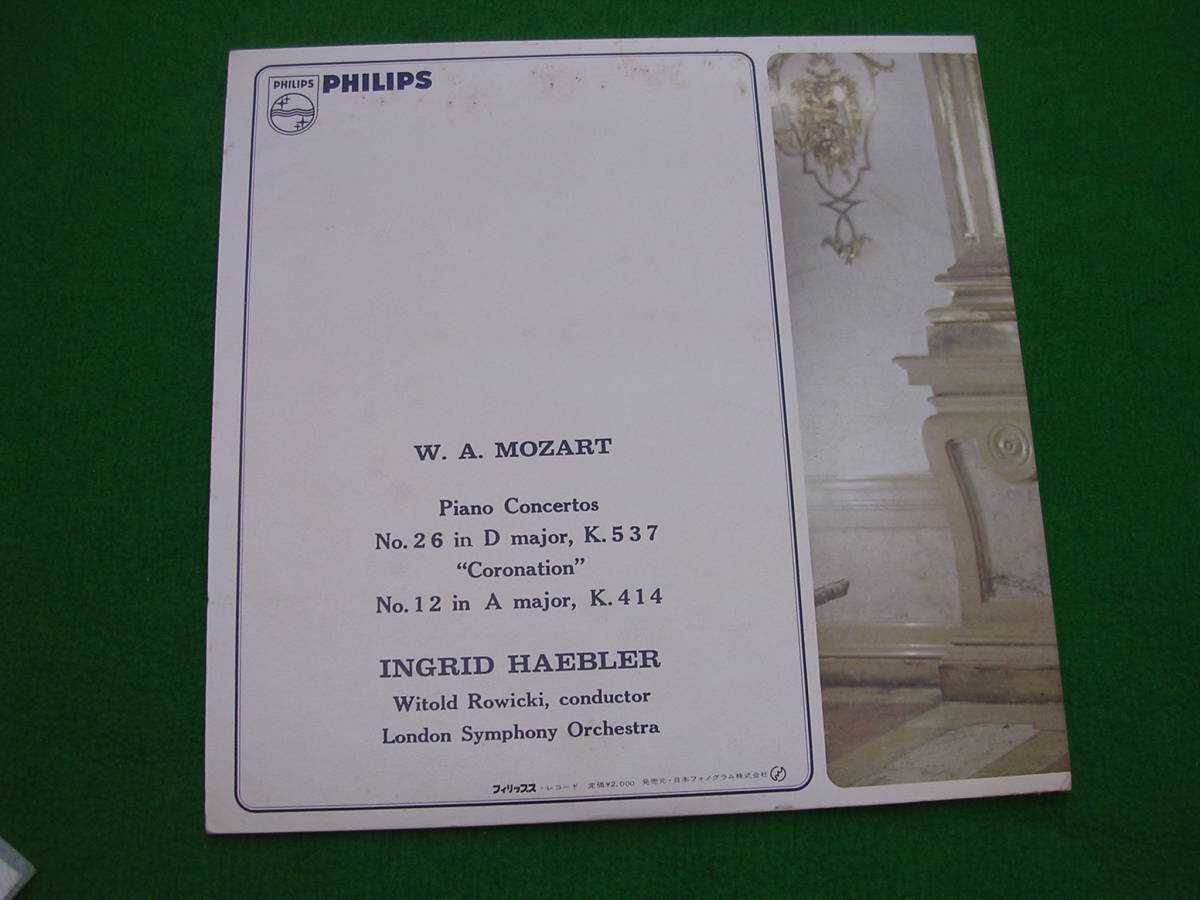 PHILIPS
PHILIPS
W. A. MOZART
Piano Concertos
No. 26 in D major, K. 537
“Coronation”
No. 12 in A major, K. 414
INGRID HAEBLER
Witold Rowicki, conductor
London Symphony Orchestra
フィリップス・レコード 定価¥2,000 発売元・日本フォノグラム株式会社